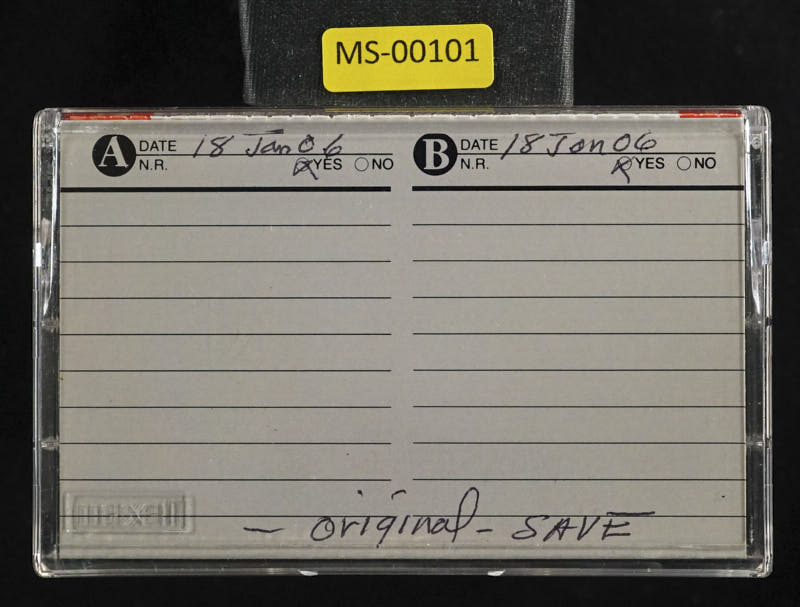 MS-00101
A DATE 18 Jan 06
N.R. YES NO
B DATE 18 Jan 06
N.R. YES NO
maxell
- original - SAVE